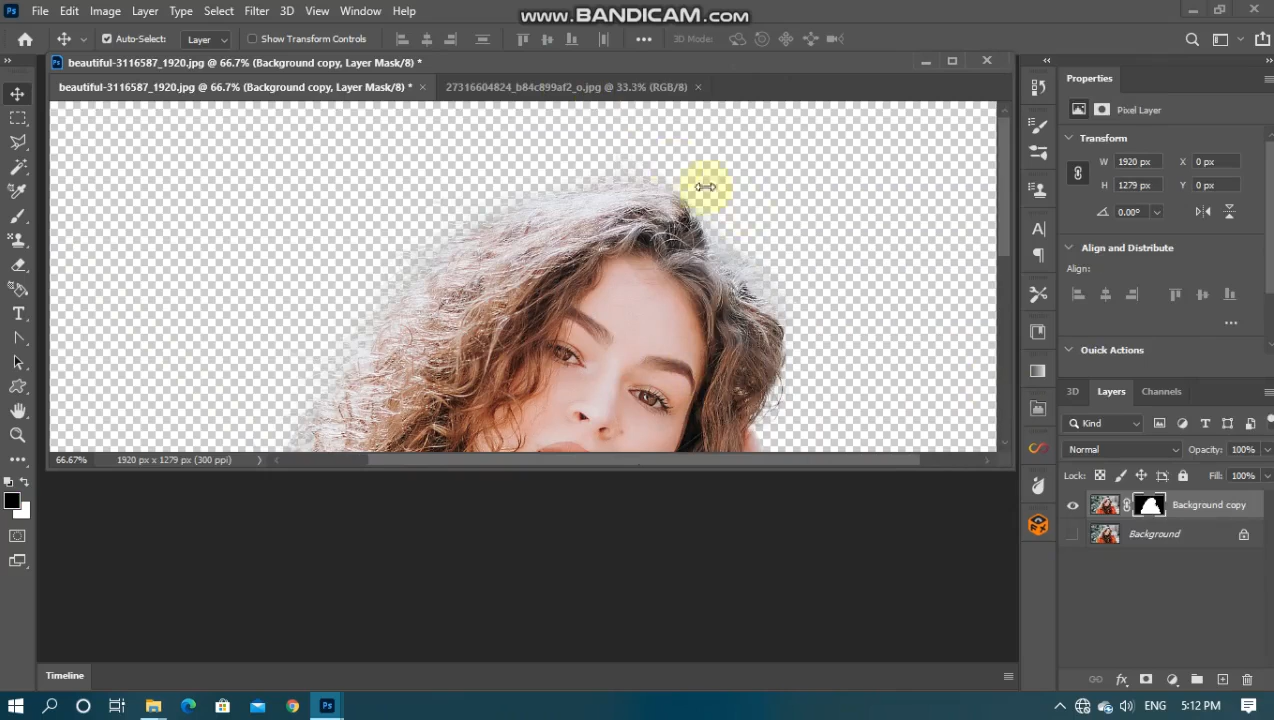 Ps File Edit Image Layer Type Select Filter 3D View Window Help
www.BANDICAM.com
Auto-Select: Layer Show Transform Controls 3D Mode:
beautiful-3116587_1920.jpg @ 66.7% (Background copy, Layer Mask/8) *
beautiful-3116587_1920.jpg @ 66.7% (Background copy, Layer Mask/8) * × 27316604824_b84c899af2_o.jpg @ 33.3% (RGB/8) ×
Properties
Pixel Layer
Transform
W 1920 px X 0 px
H 1279 px Y 0 px
0.00°
Align and Distribute
Align:
Quick Actions
3D Layers Channels
Kind
Normal Opacity: 100%
Lock: Fill: 100%
Background copy
Background
66.67% 1920 px x 1279 px (300 ppi)
Timeline
Ps
ENG 5:12 PM